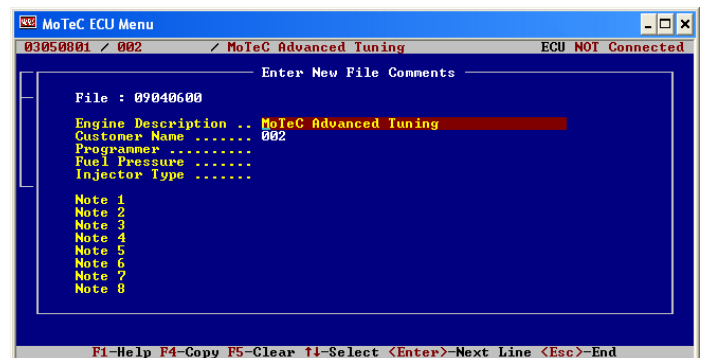 MoTeC ECU Menu
03050801 / 002 / MoTeC Advanced Tuning ECU NOT Connected
Enter New File Comments
File : 09040600
Engine Description .. MoTeC Advanced Tuning
Customer Name ....... 002
Programmer ..........
Fuel Pressure .......
Injector Type .......
Note 1
Note 2
Note 3
Note 4
Note 5
Note 6
Note 7
Note 8
F1-Help F4-Copy F5-Clear ↑↓-Select <Enter>-Next Line <Esc>-End